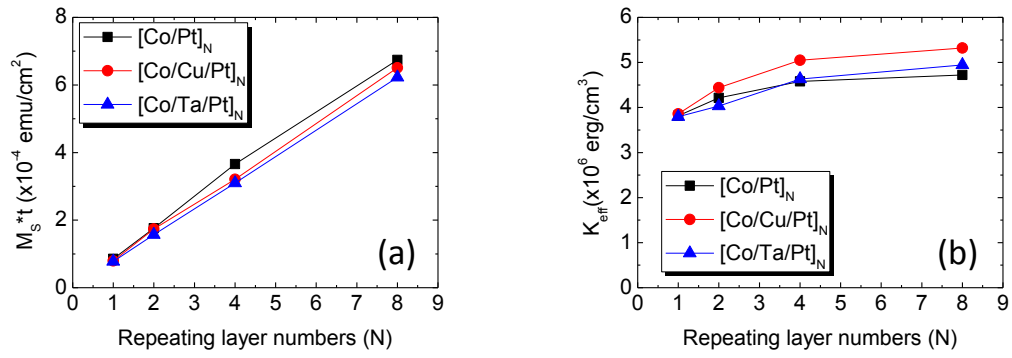 8
6
4
2
0
M_S*t (x10^-4 emu/cm^2)
[Co/Pt]_N
[Co/Cu/Pt]_N
[Co/Ta/Pt]_N
(a)
0 1 2 3 4 5 6 7 8 9
Repeating layer numbers (N)
6
5
4
3
2
1
0
K_eff(x10^6 erg/cm^3)
[Co/Pt]_N
[Co/Cu/Pt]_N
[Co/Ta/Pt]_N
(b)
0 1 2 3 4 5 6 7 8 9
Repeating layer numbers (N)